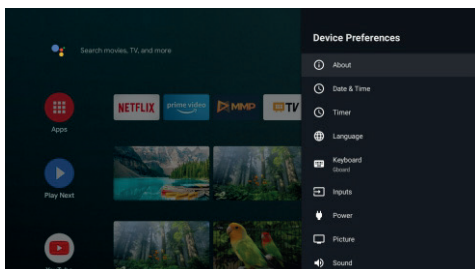 Search movies, TV, and more
Apps
NETFLIX
prime video
MMP
TV
Play Next
Device Preferences
About
Date & Time
Timer
Language
Keyboard
Gboard
Inputs
Power
Picture
Sound